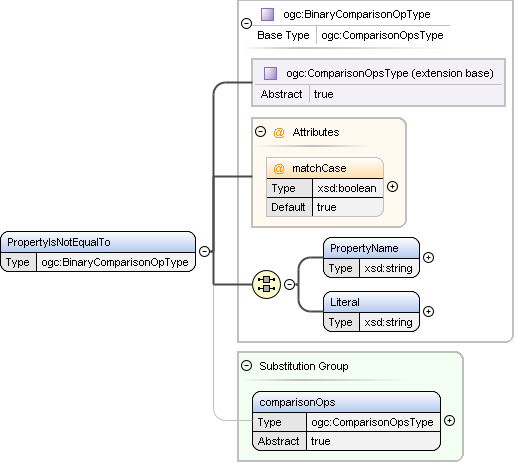 ogc:BinaryComparisonOpType
Base Type ogc:ComparisonOpsType
ogc:ComparisonOpsType (extension base)
Abstract true
@ Attributes
@ matchCase
Type xsd:boolean
Default true
PropertyIsNotEqualTo
Type ogc:BinaryComparisonOpType
PropertyName
Type xsd:string
Literal
Type xsd:string
Substitution Group
comparisonOps
Type ogc:ComparisonOpsType
Abstract true